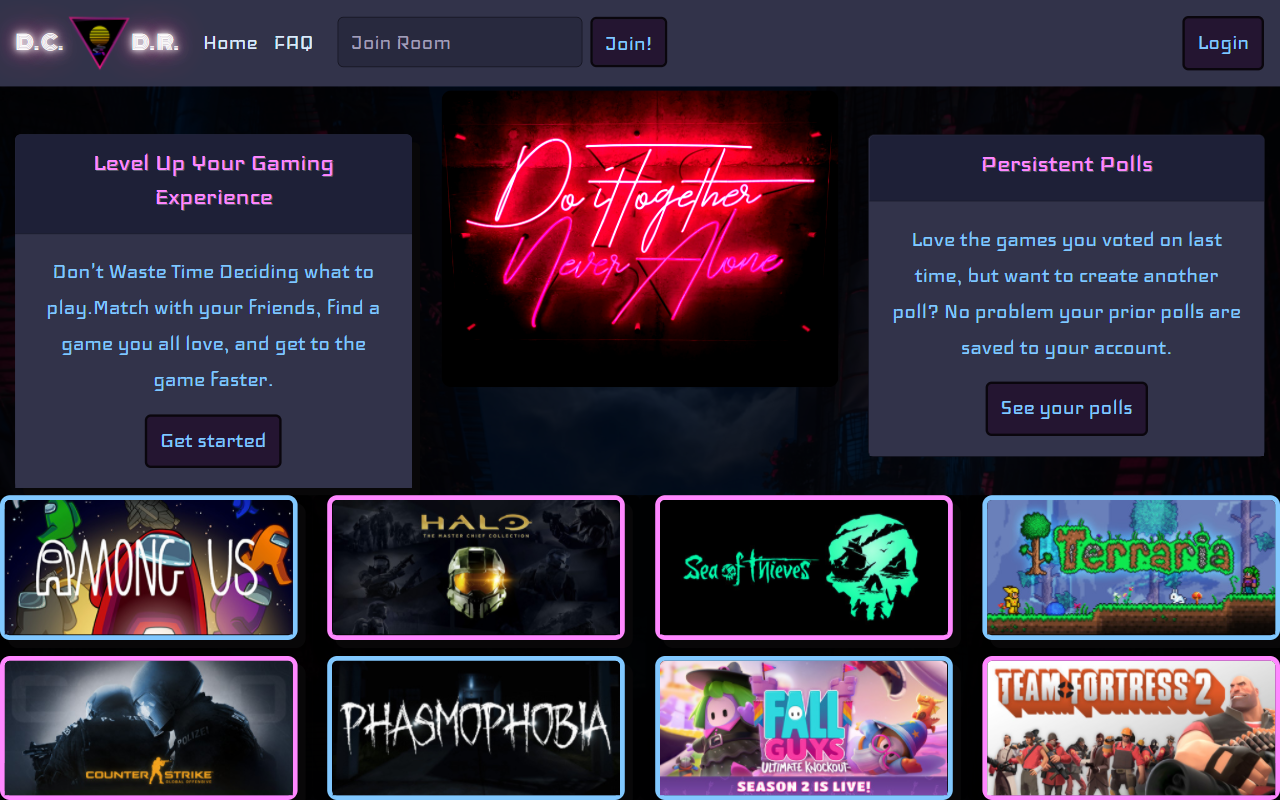 D.C. D.R. Home FAQ Join Room Join! Login
Level Up Your Gaming
Experience
Don't Waste Time Deciding what to
play.Match with your Friends, Find a
game you all love, and get to the
game Faster.
Get started
Do it together
Never Alone
Persistent Polls
Love the games you voted on last
time, but want to create another
poll? No problem your prior polls are
saved to your account.
See your polls
AMONG US
HALO
THE MASTER CHIEF COLLECTION
Sea of Thieves
Terraria
POLIZEI
COUNTER STRIKE
GLOBAL OFFENSIVE
PHASMOPHOBIA
FALL
GUYS
ULTIMATE KNOCKOUT
SEASON 2 IS LIVE!
TEAM FORTRESS 2